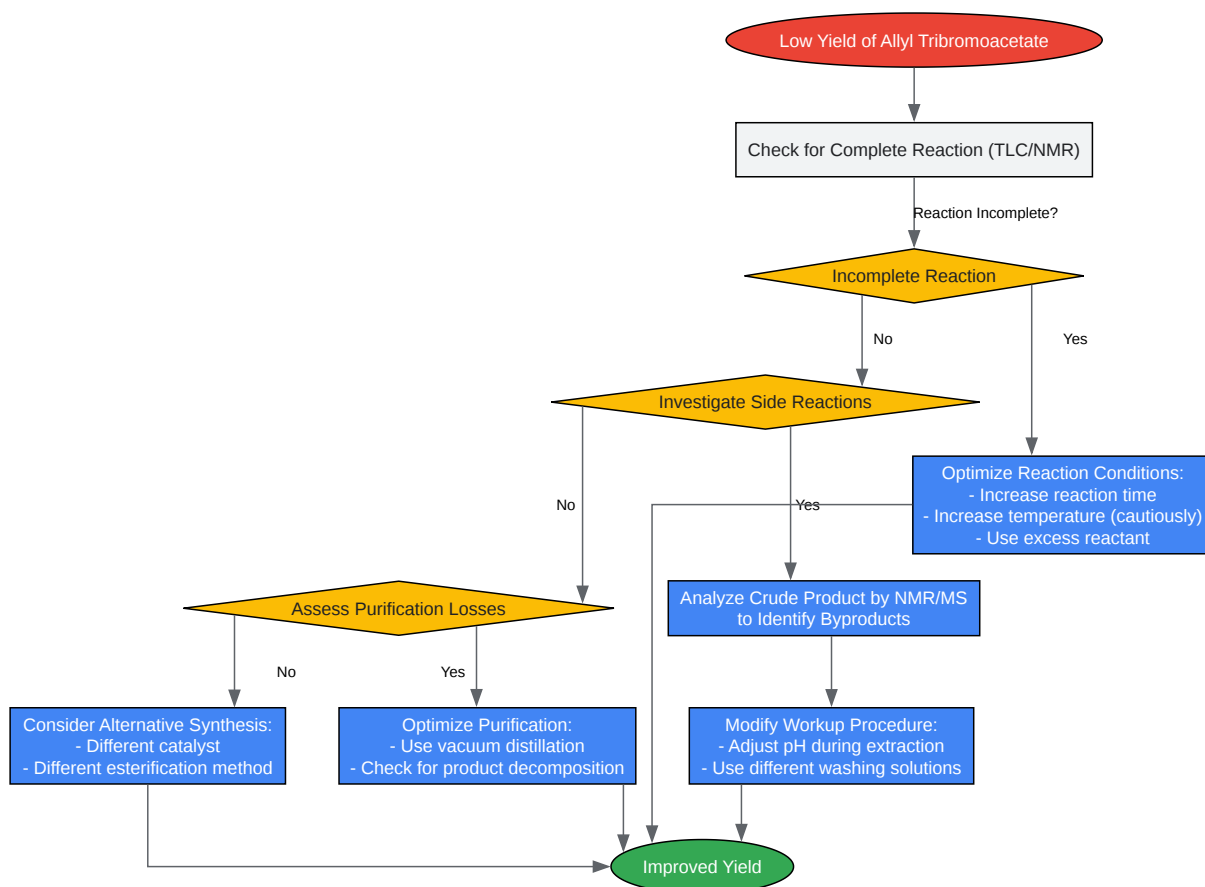 Low Yield of Allyl Tribromoacetate
Check for Complete Reaction (TLC/NMR)
Reaction Incomplete?
Incomplete Reaction
No
Yes
Investigate Side Reactions
No
Yes
Optimize Reaction Conditions:
- Increase reaction time
- Increase temperature (cautiously)
- Use excess reactant
Analyze Crude Product by NMR/MS
to Identify Byproducts
Assess Purification Losses
No
Yes
Consider Alternative Synthesis:
- Different catalyst
- Different esterification method
Optimize Purification:
- Use vacuum distillation
- Check for product decomposition
Modify Workup Procedure:
- Adjust pH during extraction
- Use different washing solutions
Improved Yield